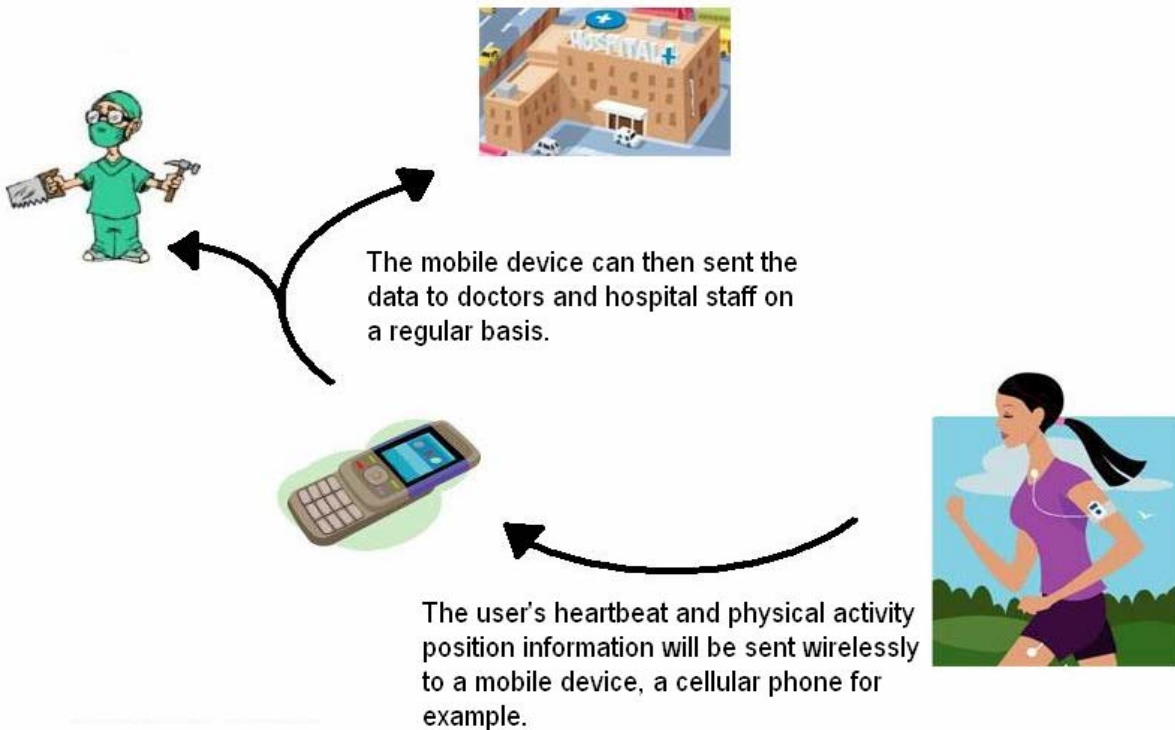 HOSPITAL
The mobile device can then sent the
data to doctors and hospital staff on
a regular basis.
The user's heartbeat and physical activity
position information will be sent wirelessly
to a mobile device, a cellular phone for
example.